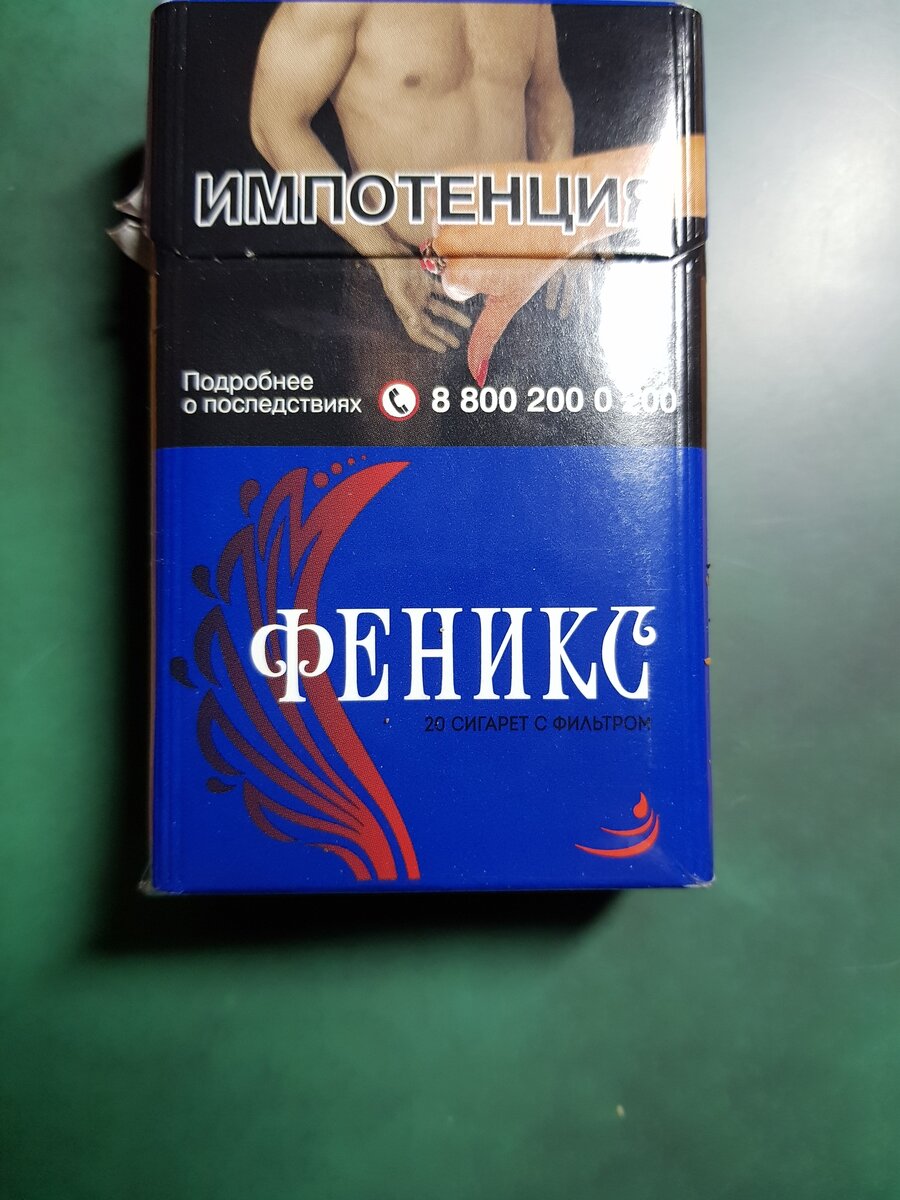 ИМПОТЕНЦИЯ
Подробнее
о последствиях
8 800 200 0 200
ФЕНИКС
20 СИГАРЕТ С ФИЛЬТРОМ